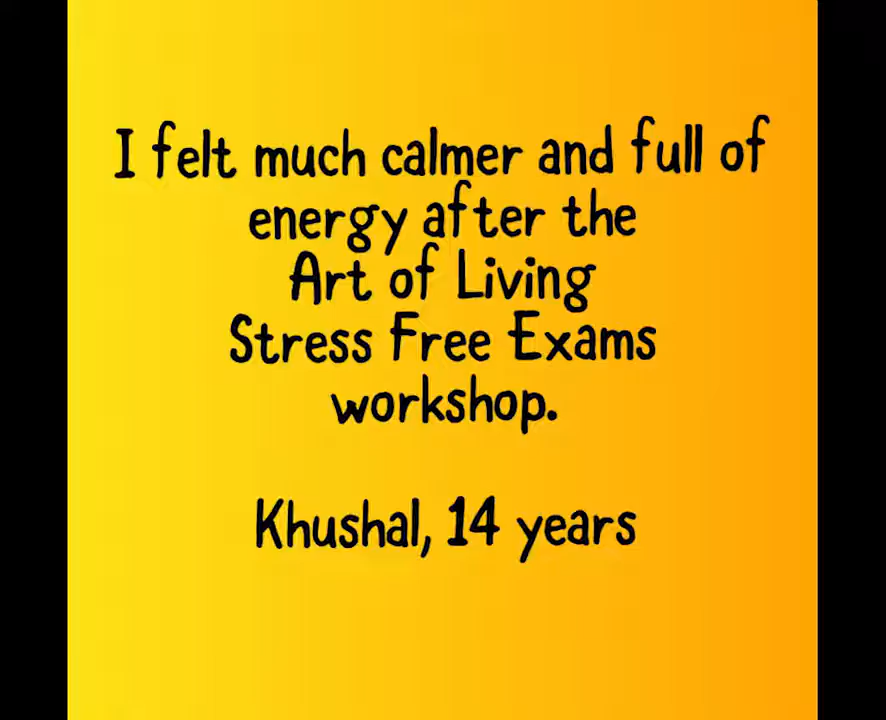 I felt much calmer and full of
energy after the
Art of Living
Stress Free Exams
workshop.
Khushal, 14 years